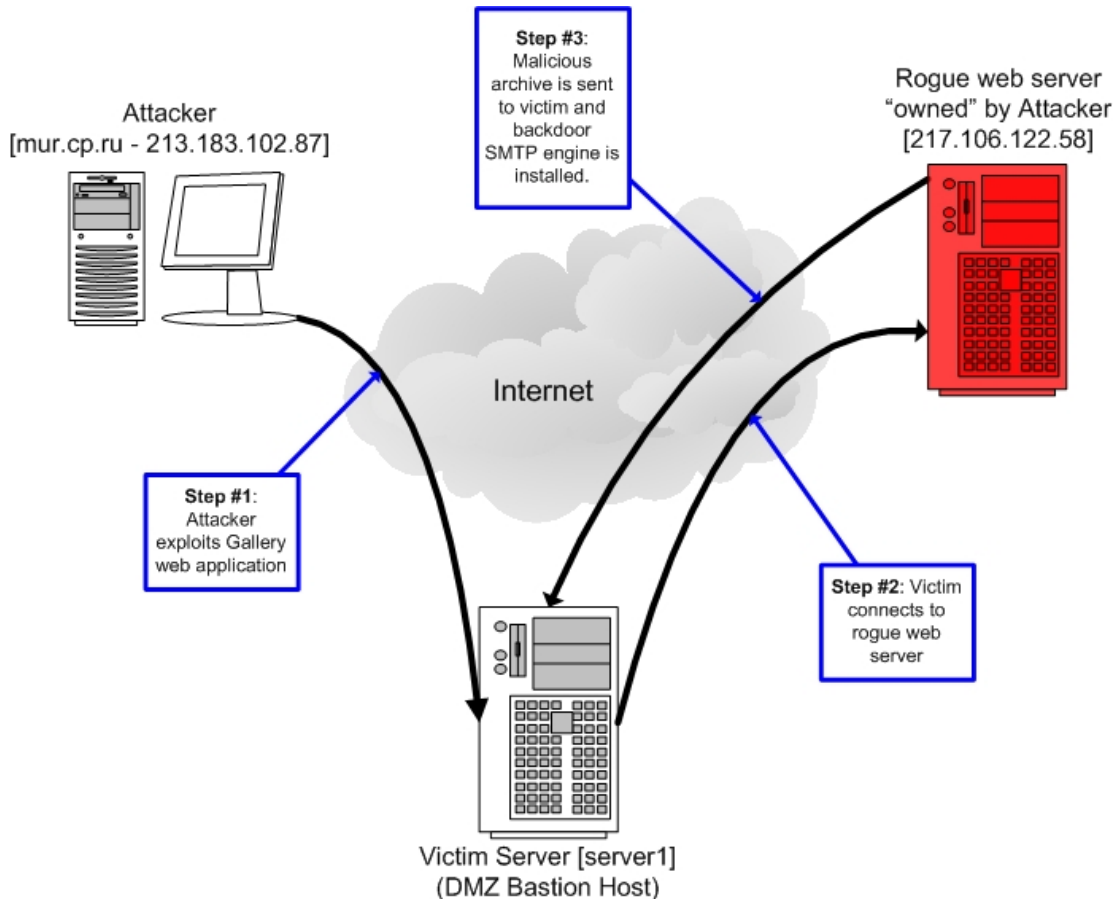 Attacker
[mur.cp.ru - 213.183.102.87]
Step #3:
Malicious
archive is sent
to victim and
backdoor
SMTP engine is
installed.
Rogue web server
“owned” by Attacker
[217.106.122.58]
Internet
Step #1:
Attacker
exploits Gallery
web application
Step #2: Victim
connects to
rogue web
server
Victim Server [server1]
(DMZ Bastion Host)